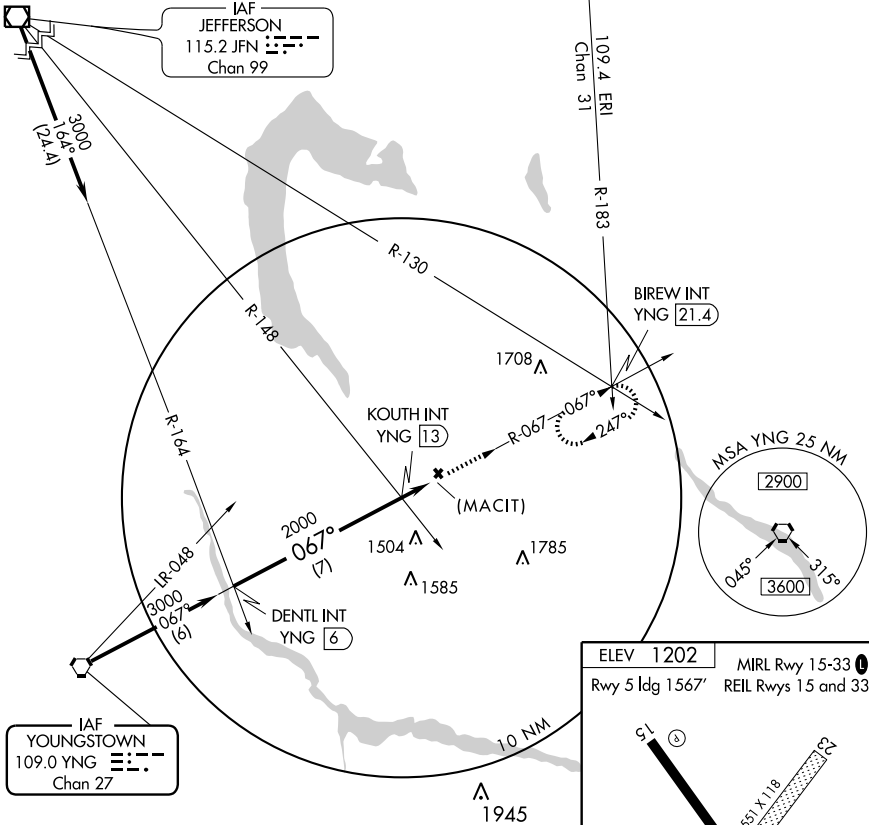 IAF
JEFFERSON
115.2 JFN
Chan 99
109.4 ERI
Chan 31
3000
164°
(24.4)
R-183
R-130
BIREW INT
YNG 21.4
R-148
1708
R-164
KOUTH INT
YNG 13
R-067
067°
247°
MSA YNG 25 NM
2900
045°
315°
3600
(MACIT)
2000
067°
(7)
1504
1785
1585
LR-048
3000
067°
(6)
DENTL INT
YNG 6
IAF
YOUNGSTOWN
109.0 YNG
Chan 27
10 NM
1945
ELEV 1202
Rwy 5 ldg 1567'
MIRL Rwy 15-33 L
REIL Rwys 15 and 33
15
P
23
551 X 118